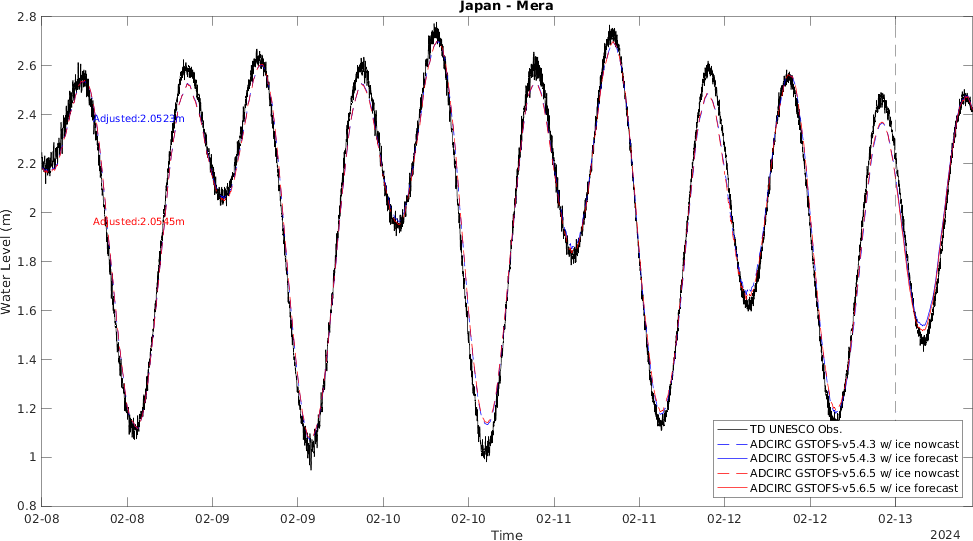 Japan - Mera
2.8
2.6
2.4
2.2
2
1.8
1.6
1.4
1.2
1
0.8
Water Level (m)
Adjusted:2.0523m
Adjusted:2.0545m
TD UNESCO Obs.
ADCIRC GSTOFS-v5.4.3 w/ ice nowcast
ADCIRC GSTOFS-v5.4.3 w/ ice forecast
ADCIRC GSTOFS-v5.6.5 w/ ice nowcast
ADCIRC GSTOFS-v5.6.5 w/ ice forecast
02-08 02-08 02-09 02-09 02-10 02-10 02-11 02-11 02-12 02-12 02-13
Time
2024